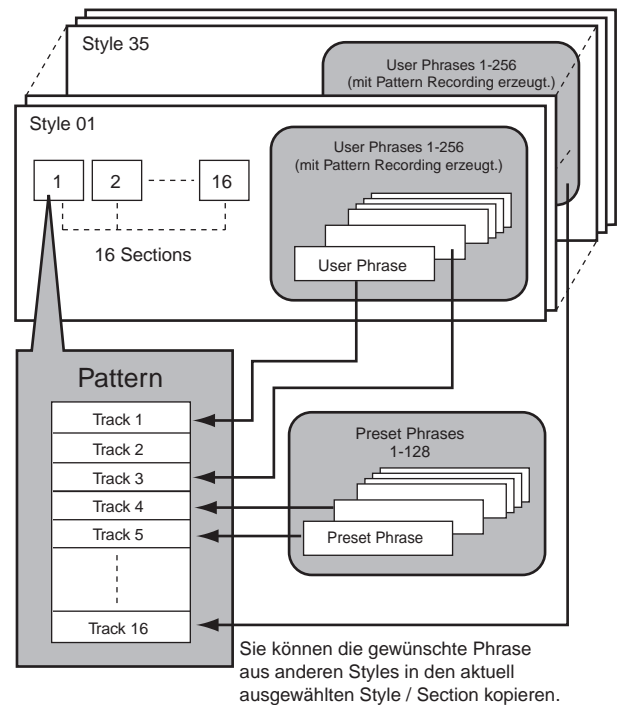 Style 35
User Phrases 1-256
(mit Pattern Recording erzeugt.)
Style 01
User Phrases 1-256
(mit Pattern Recording erzeugt.)
1
2
16
16 Sections
User Phrase
Pattern
Track 1
Track 2
Track 3
Track 4
Track 5
Track 16
Preset Phrases
1-128
Preset Phrase
Sie können die gewünschte Phrase
aus anderen Styles in den aktuell
ausgewählten Style / Section kopieren.